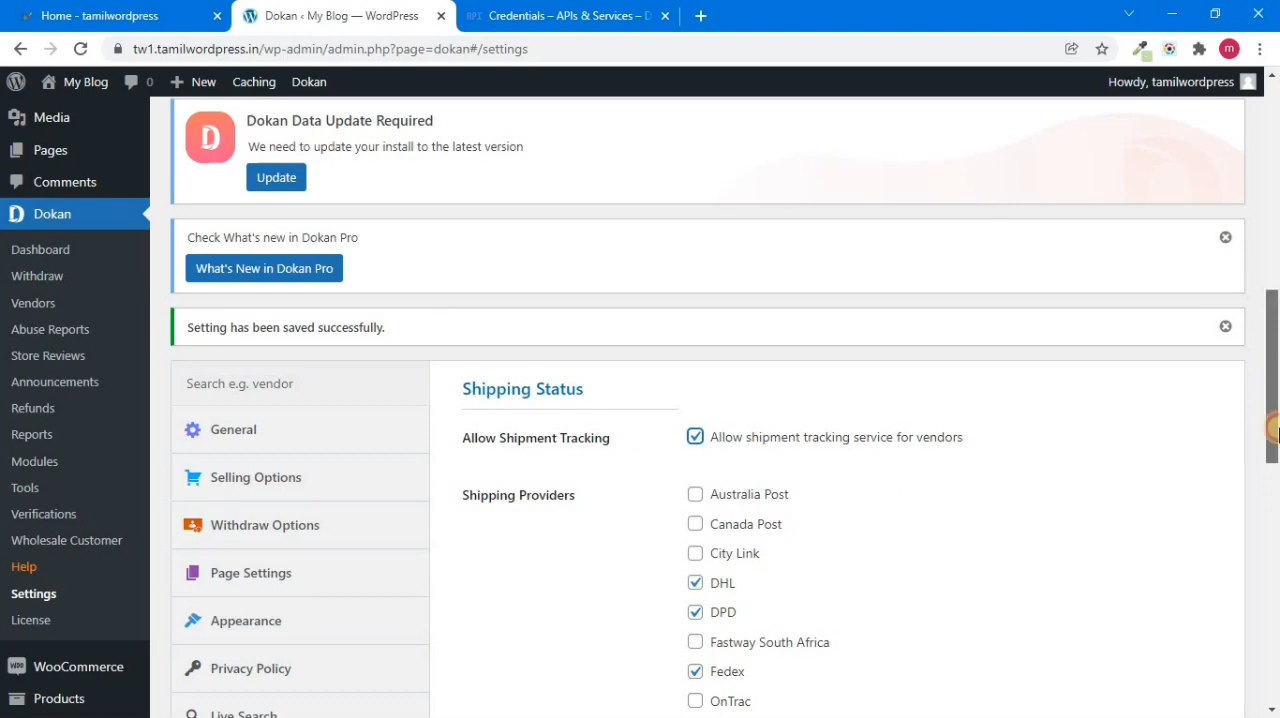 Home - tamilwordpress
Dokan ‹ My Blog — WordPress
API
Credentials – APIs & Services – D
tw1.tamilwordpress.in/wp-admin/admin.php?page=dokan#/settings
m
My Blog
0
New
Caching
Dokan
Howdy, tamilwordpress
Media
Pages
Comments
Dokan
Dashboard
Withdraw
Vendors
Abuse Reports
Store Reviews
Announcements
Refunds
Reports
Modules
Tools
Verifications
Wholesale Customer
Help
Settings
License
WooCommerce
Products
Dokan Data Update Required
We need to update your install to the latest version
Update
Check What's new in Dokan Pro
What's New in Dokan Pro
Setting has been saved successfully.
Search e.g. vendor
General
Selling Options
Withdraw Options
Page Settings
Appearance
Privacy Policy
Live Search
Shipping Status
Allow Shipment Tracking
Allow shipment tracking service for vendors
Shipping Providers
Australia Post
Canada Post
City Link
DHL
DPD
Fastway South Africa
Fedex
OnTrac